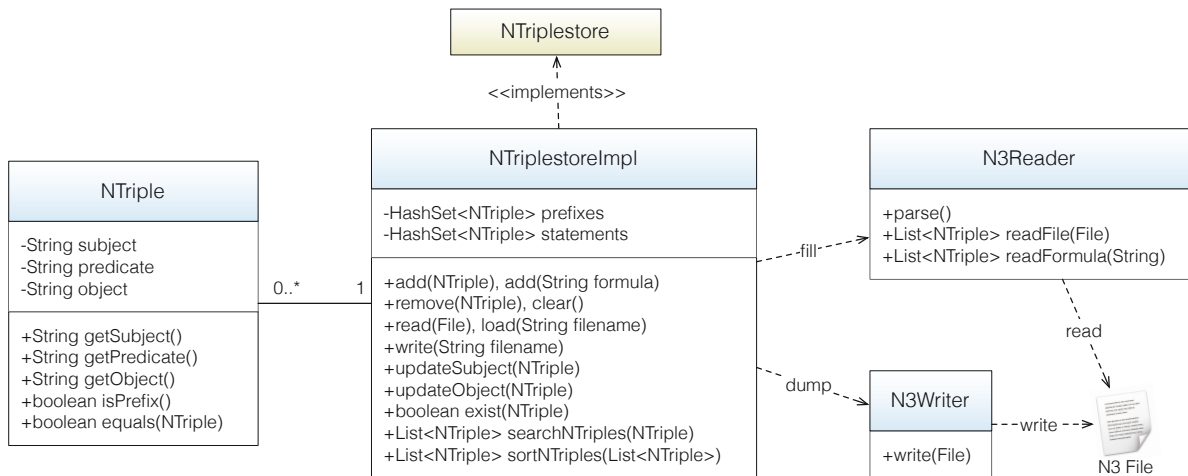 NTriplestore
<<implements>>
NTriple
-String subject
-String predicate
-String object
+String getSubject()
+String getPredicate()
+String getObject()
+boolean isPrefix()
+boolean equals(NTriple)
0..*
1
NTriplestoreImpl
-HashSet<NTriple> prefixes
-HashSet<NTriple> statements
+add(NTriple), add(String formula)
+remove(NTriple), clear()
+read(File), load(String filename)
+write(String filename)
+updateSubject(NTriple)
+updateObject(NTriple)
+boolean exist(NTriple)
+List<NTriple> searchNTriples(NTriple)
+List<NTriple> sortNTriples(List<NTriple>)
fill
dump
N3Reader
+parse()
+List<NTriple> readFile(File)
+List<NTriple> readFormula(String)
read
N3Writer
+write(File)
write
N3 File